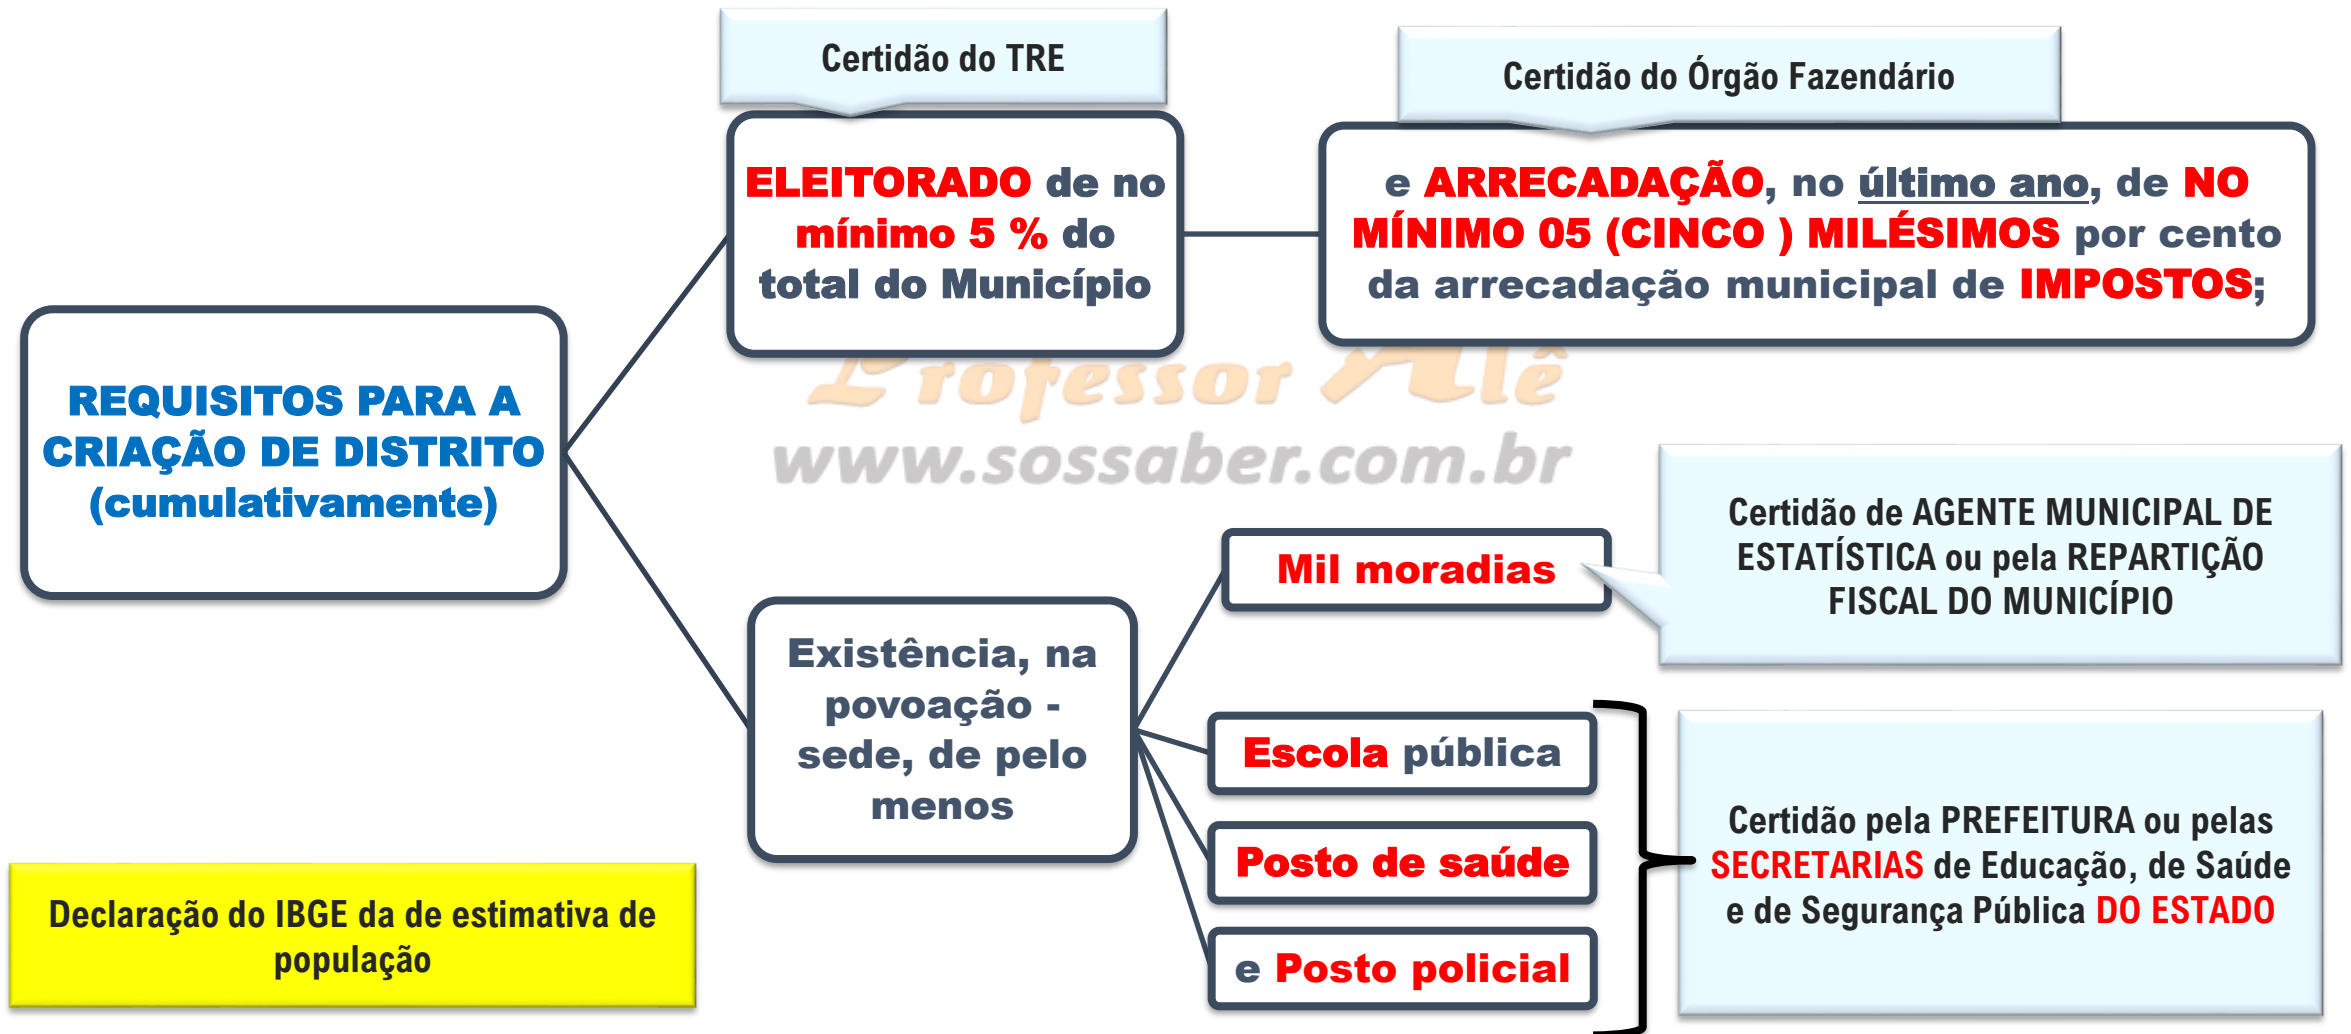 Certidão do TRE
Certidão do Órgão Fazendário
ELEITORADO de no
mínimo 5 % do
total do Município
e ARRECADAÇÃO, no último ano, de NO
MÍNIMO 05 (CINCO ) MILÉSIMOS por cento
da arrecadação municipal de IMPOSTOS;
REQUISITOS PARA A
CRIAÇÃO DE DISTRITO
(cumulativamente)
Professor Alê
www.sossaber.com.br
Mil moradias
Certidão de AGENTE MUNICIPAL DE
ESTATÍSTICA ou pela REPARTIÇÃO
FISCAL DO MUNICÍPIO
Existência, na
povoação -
sede, de pelo
menos
Escola pública
Posto de saúde
e Posto policial
Certidão pela PREFEITURA ou pelas
SECRETARIAS de Educação, de Saúde
e de Segurança Pública DO ESTADO
Declaração do IBGE da de estimativa de
população